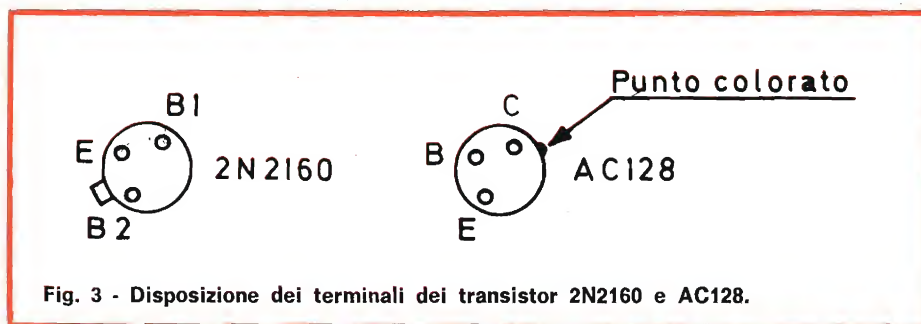 B1
E
2N2160
B2
Punto colorato
C
B
AC128
E
Fig. 3 - Disposizione dei terminali dei transistor 2N2160 e AC128.